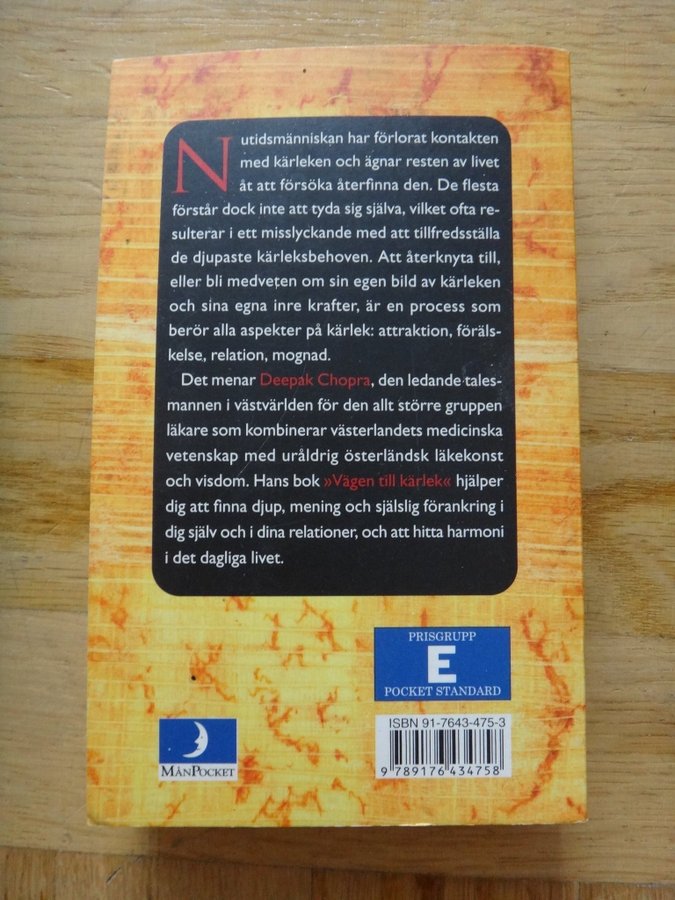 Nutidsmänniskan har förlorat kontakten
med kärleken och ägnar resten av livet
åt att försöka återfinna den. De flesta
förstår dock inte att tyda sig själva, vilket ofta re-
sulterar i ett misslyckande med att tillfredsställa
de djupaste kärleksbehoven. Att återknyta till,
eller bli medveten om sin egen bild av kärleken
och sina egna inre krafter, är en process som
berör alla aspekter på kärlek: attraktion, föräls-
kelse, relation, mognad.
Det menar Deepak Chopra, den ledande tales-
mannen i västvärlden för den allt större gruppen
läkare som kombinerar västerlandets medicinska
vetenskap med uråldrig österländsk läkekonst
och visdom. Hans bok »Vägen till kärlek« hjälper
dig att finna djup, mening och själslig förankring i
dig själv och i dina relationer, och att hitta harmoni
i det dagliga livet.
PRISGRUPP
E
POCKET STANDARD
ISBN 91-7643-475-3
9 789176 434758
MÅNPOCKET